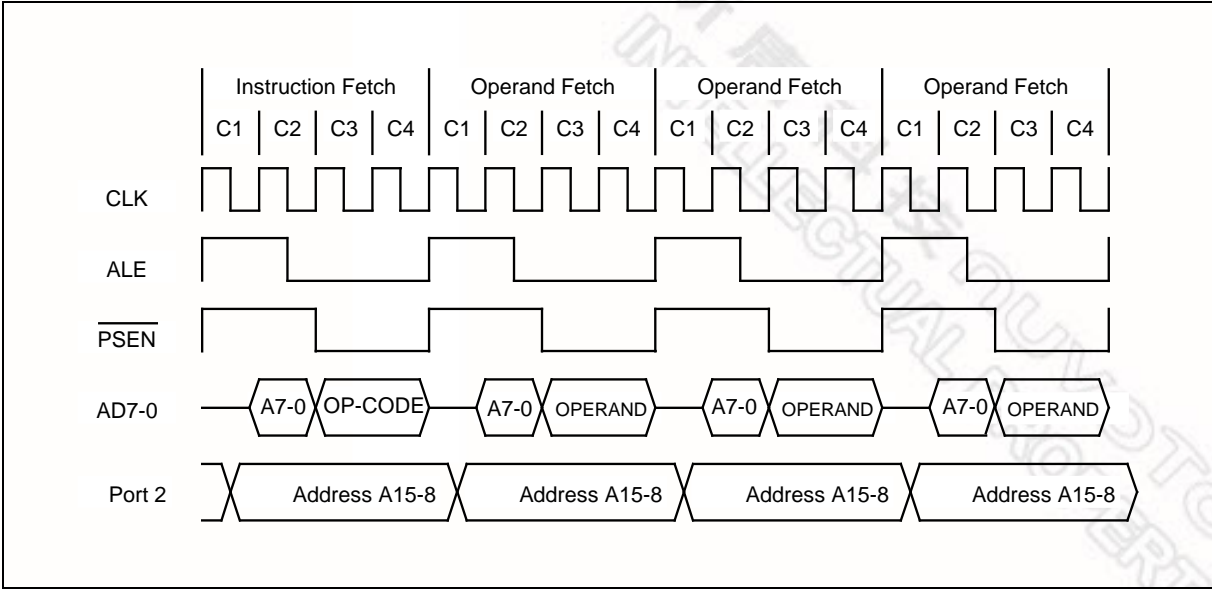 Instruction Fetch Operand Fetch Operand Fetch Operand Fetch
C1 C2 C3 C4 C1 C2 C3 C4 C1 C2 C3 C4 C1 C2 C3 C4
CLK
ALE
PSEN
AD7-0 A7-0 OP-CODE A7-0 OPERAND A7-0 OPERAND A7-0 OPERAND
Port 2 Address A15-8 Address A15-8 Address A15-8 Address A15-8